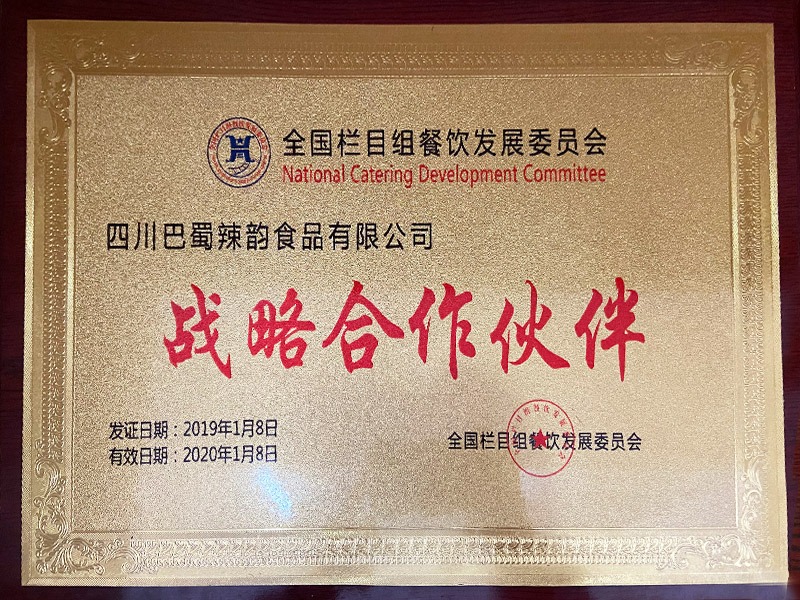 全国栏目组餐饮发展委员会
National Catering Development Committee
四川巴蜀辣韵食品有限公司
战略合作伙伴
发证日期：2019年1月8日
有效日期：2020年1月8日
全国栏目组餐饮发展委员会